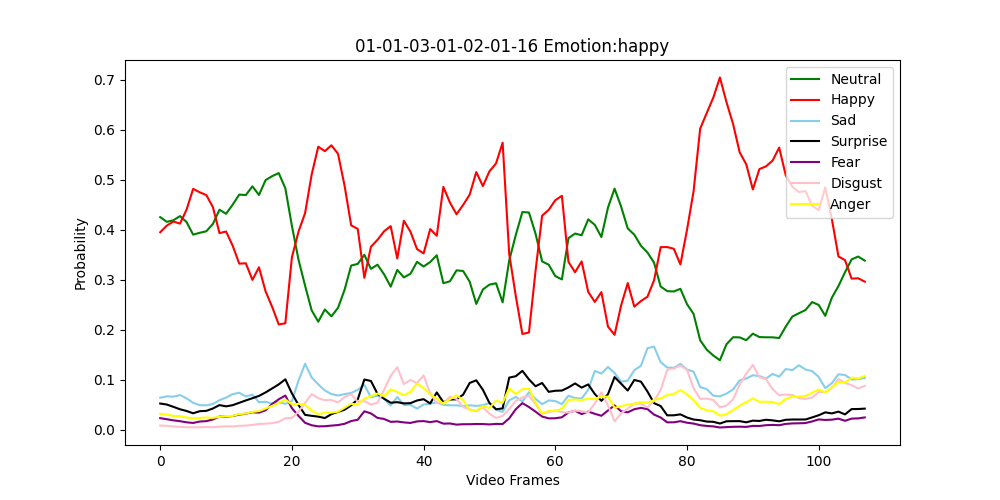 01-01-03-01-02-01-16 Emotion:happy
Neutral
Happy
Sad
Surprise
Fear
Disgust
Anger
Probability
0.7
0.6
0.5
0.4
0.3
0.2
0.1
0.0
0 20 40 60 80 100
Video Frames